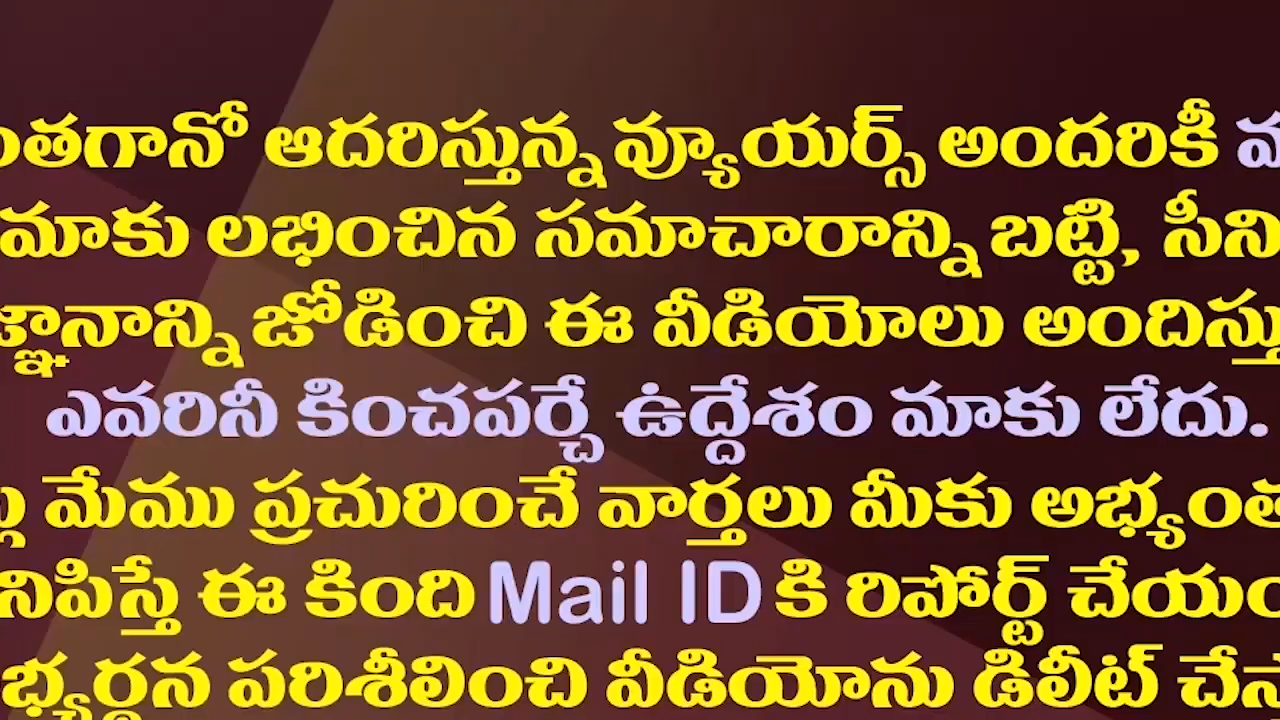 ంతగానో ఆదరిస్తున్న వ్యూయర్స్ అందరికీ
మాకు లభించిన సమాచారాన్ని బట్టి, సీని
జ్ఞానాన్ని జోడించి ఈ వీడియోలు అందిస్తు
ఎవరినీ కించపర్చే ఉద్దేశం మాకు లేదు.
మేము ప్రచురించే వార్తలు మీకు అభ్యంత
నిపిస్తే ఈ కింది Mail ID కి రిపోర్ట్ చేయం
భ్యర్థన పరిశీలించి వీడియోను డిలీట్ చేస